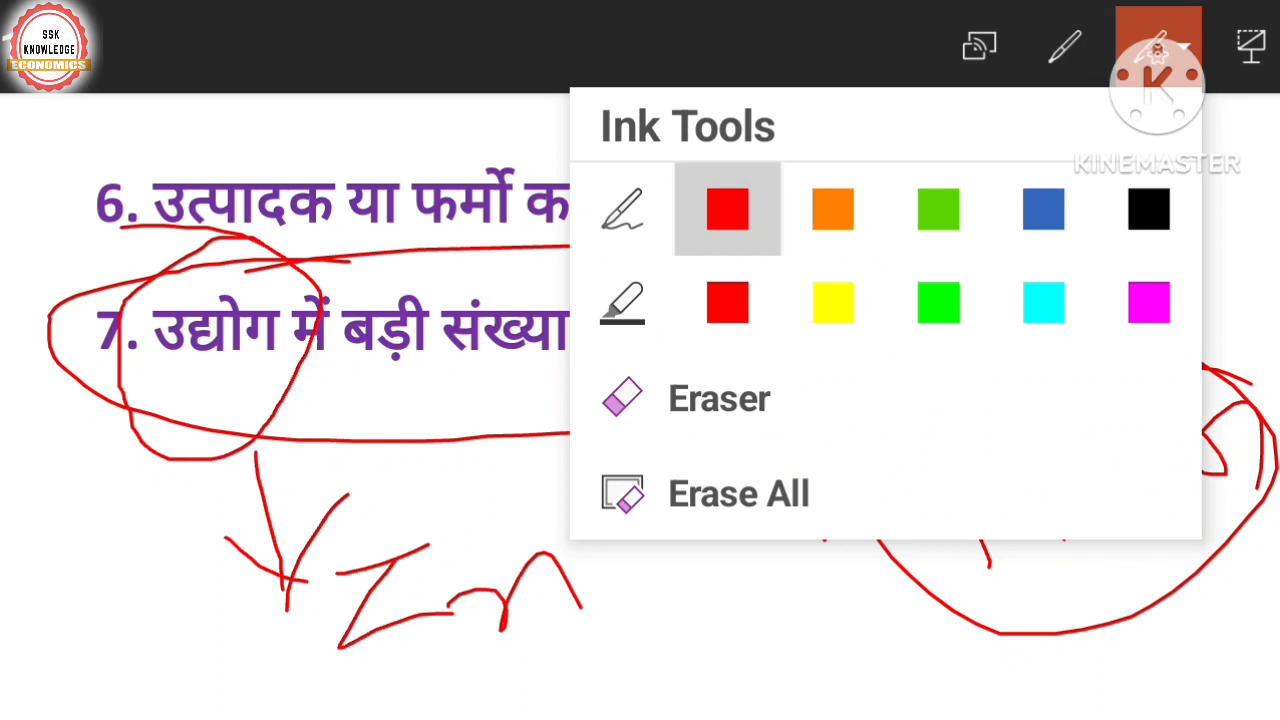 SSK
KNOWLEDGE
ECONOMICS
KINEMASTER
Ink Tools
6. उत्पादक या फर्मो क
7. उद्योग में बड़ी संख्या
Eraser
Erase All